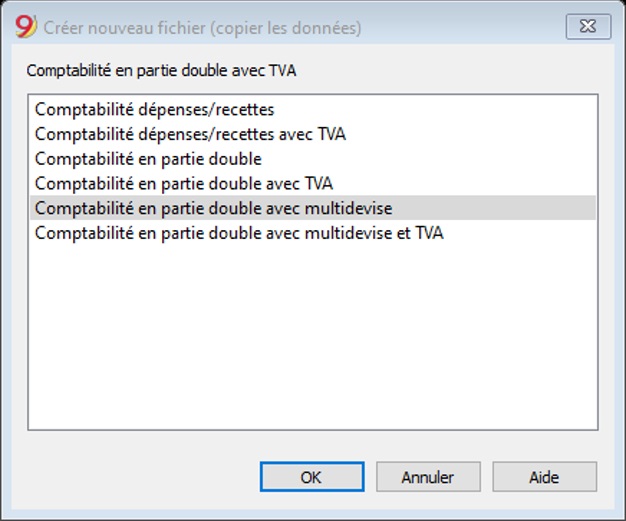 9 Créer nouveau fichier (copier les données)
Comptabilité en partie double avec TVA
Comptabilité dépenses/recettes
Comptabilité dépenses/recettes avec TVA
Comptabilité en partie double
Comptabilité en partie double avec TVA
Comptabilité en partie double avec multidevise
Comptabilité en partie double avec multidevise et TVA
OK Annuler Aide